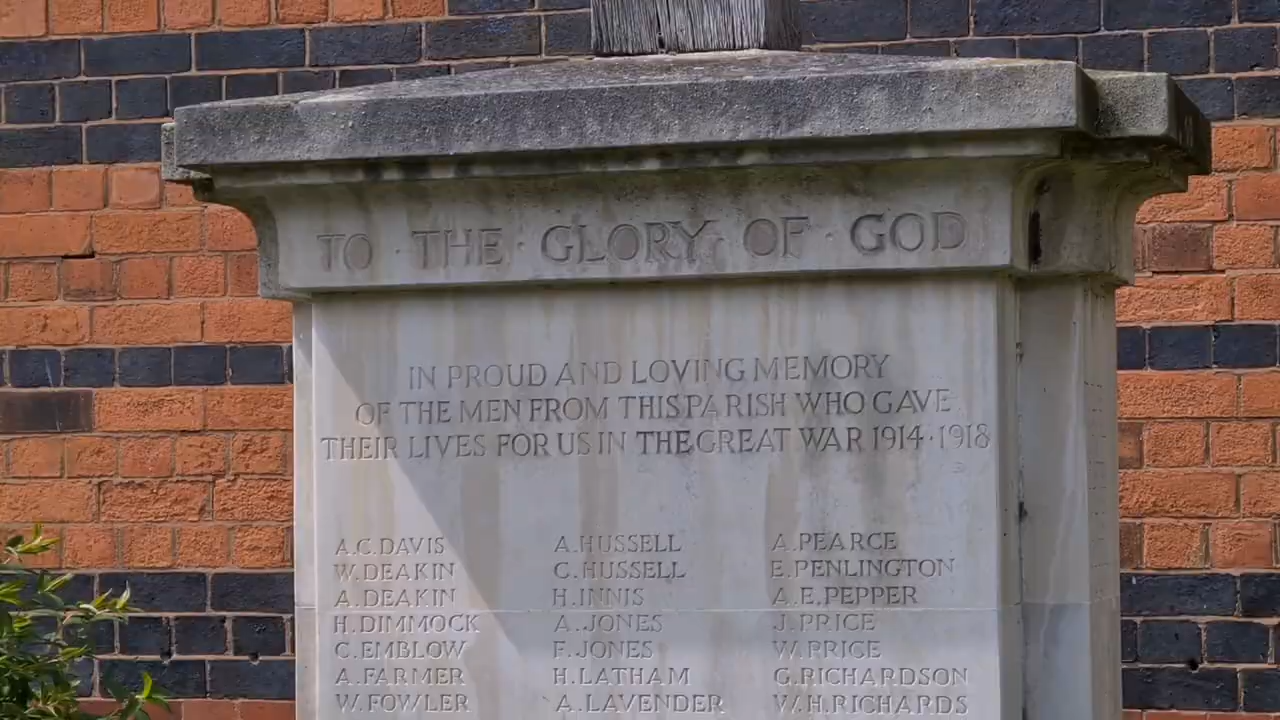 TO · THE · GLORY OF · GOD
IN PROUD AND LOVING MEMORY
OF THE MEN FROM THIS PARISH WHO GAVE
THEIR LIVES FOR US IN THE GREAT WAR 1914·1918
A.C.DAVIS
W.DEAKIN
A.DEAKIN
H.DIMMOCK
C.EMBLOW
A.FARMER
W.FOWLER
A.HUSSELL
C.HUSSELL
H.INNIS
A.JONES
F.JONES
H.LATHAM
A.LAVENDER
A.PEARCE
E.PENLINGTON
A.E.PEPPER
J.PRICE
W.PRICE
G.RICHARDSON
W.H.RICHARDS